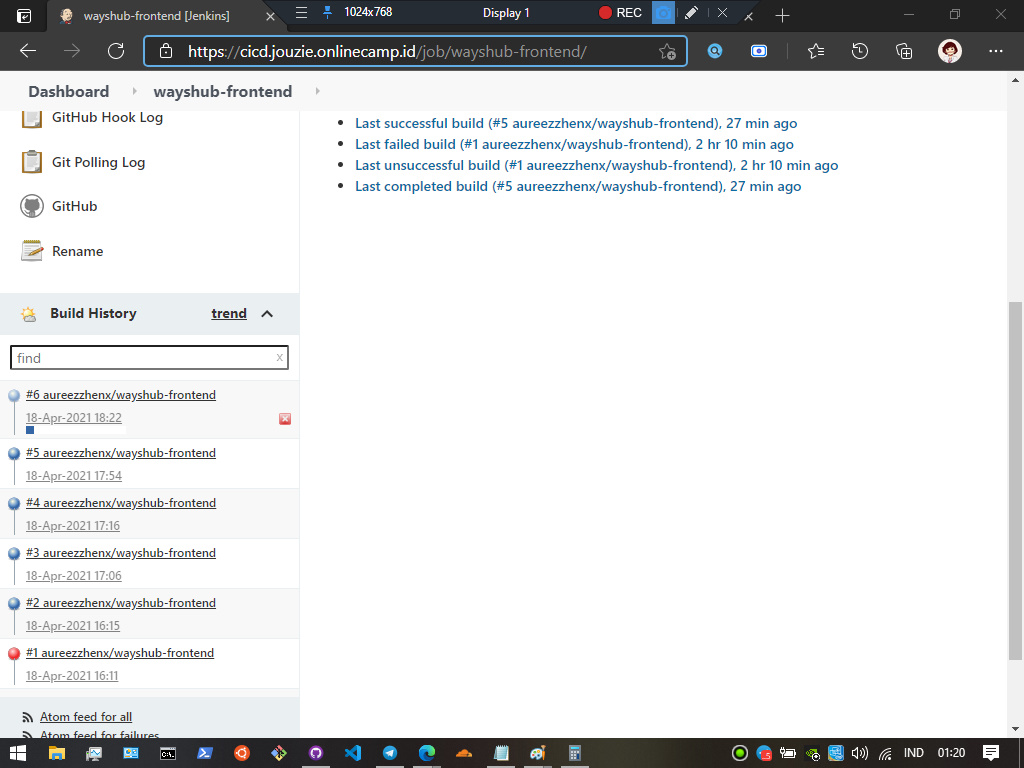 wayshub-frontend [Jenkins]
1024x768
Display 1
REC
https://cicd.jouzie.onlinecamp.id/job/wayshub-frontend/
Dashboard
wayshub-frontend
GitHub Hook Log
Git Polling Log
GitHub
Rename
Last successful build (#5 aureezzhenx/wayshub-frontend), 27 min ago
Last failed build (#1 aureezzhenx/wayshub-frontend), 2 hr 10 min ago
Last unsuccessful build (#1 aureezzhenx/wayshub-frontend), 2 hr 10 min ago
Last completed build (#5 aureezzhenx/wayshub-frontend), 27 min ago
Build History
trend
find
x
#6 aureezzhenx/wayshub-frontend
18-Apr-2021 18:22
#5 aureezzhenx/wayshub-frontend
18-Apr-2021 17:54
#4 aureezzhenx/wayshub-frontend
18-Apr-2021 17:16
#3 aureezzhenx/wayshub-frontend
18-Apr-2021 17:06
#2 aureezzhenx/wayshub-frontend
18-Apr-2021 16:15
#1 aureezzhenx/wayshub-frontend
18-Apr-2021 16:11
Atom feed for all
Atom feed for failures
IND
01:20